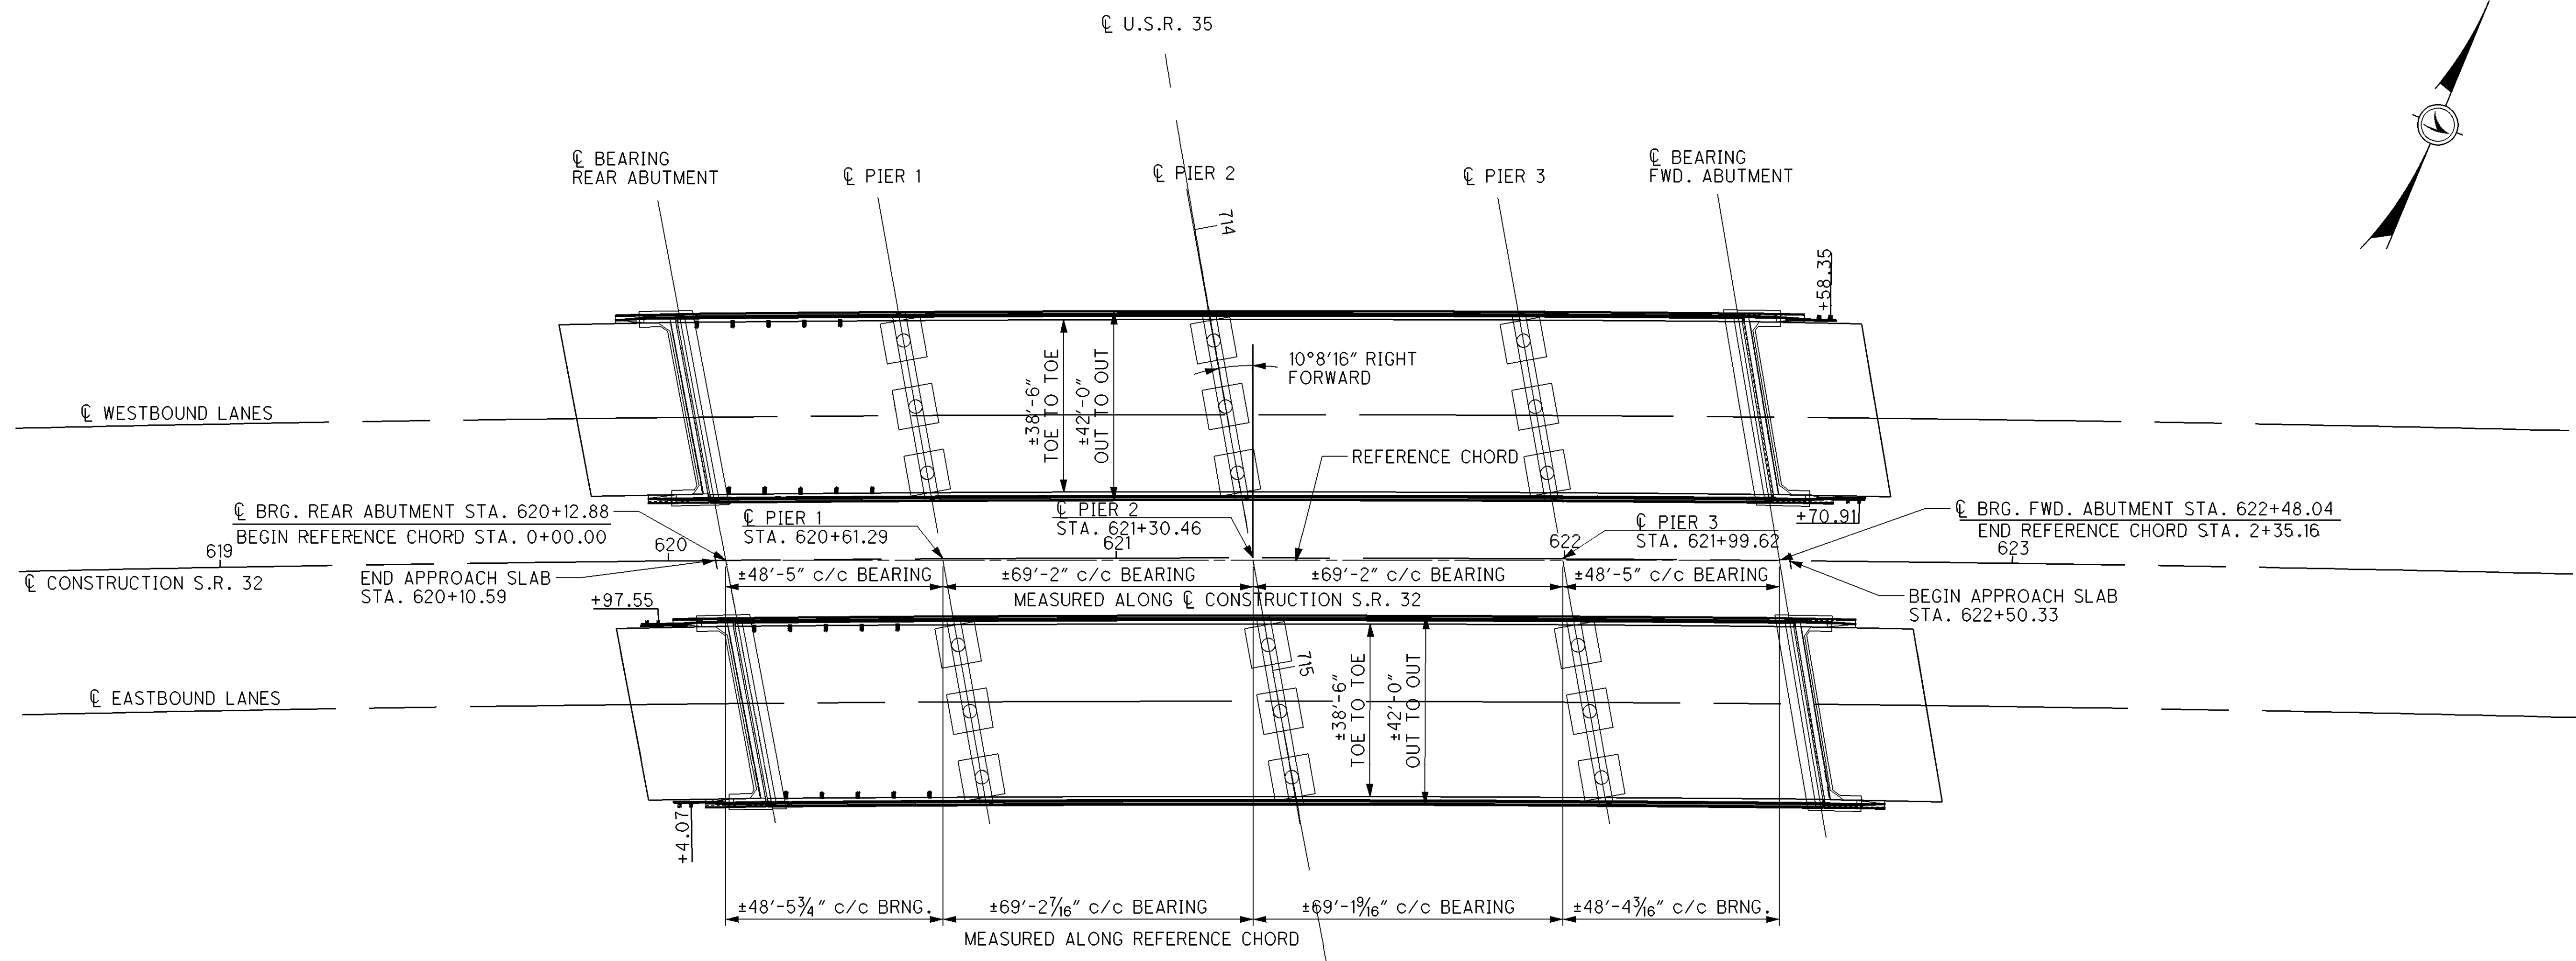 ℄ U.S.R. 35
℄ BEARING
REAR ABUTMENT
℄ PIER 1
℄ PIER 2
℄ PIER 3
℄ BEARING
FWD. ABUTMENT
714
+58.35
±38'-6"
TOE TO TOE
±42'-0"
OUT TO OUT
10°8'16" RIGHT
FORWARD
℄ WESTBOUND LANES
REFERENCE CHORD
℄ BRG. REAR ABUTMENT STA. 620+12.88
BEGIN REFERENCE CHORD STA. 0+00.00
℄ PIER 1
STA. 620+61.29
℄ PIER 2
STA. 621+30.46
℄ PIER 3
STA. 621+99.62
+70.91
℄ BRG. FWD. ABUTMENT STA. 622+48.04
END REFERENCE CHORD STA. 2+35.16
619
620
621
622
623
℄ CONSTRUCTION S.R. 32
END APPROACH SLAB
STA. 620+10.59
±48'-5" c/c BEARING
±69'-2" c/c BEARING
±69'-2" c/c BEARING
±48'-5" c/c BEARING
MEASURED ALONG ℄ CONSTRUCTION S.R. 32
BEGIN APPROACH SLAB
STA. 622+50.33
+97.55
715
±38'-6"
TOE TO TOE
±42'-0"
OUT TO OUT
℄ EASTBOUND LANES
+4.07
±48'-5¾" c/c BRNG.
±69'-2 7/16" c/c BEARING
±69'-1 9/16" c/c BEARING
±48'-4 3/16" c/c BRNG.
MEASURED ALONG REFERENCE CHORD